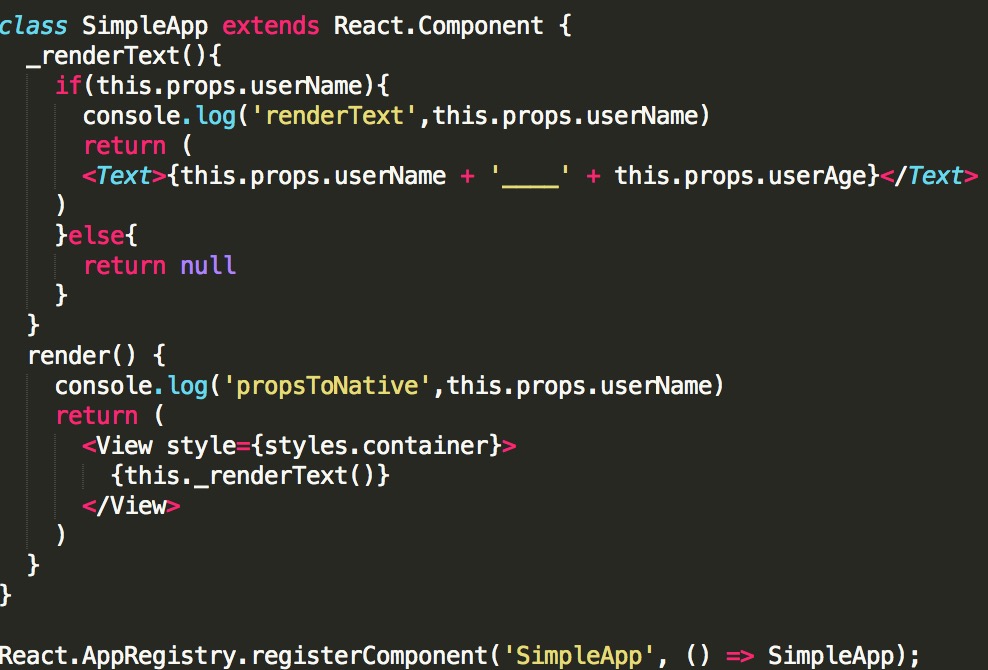 class SimpleApp extends React.Component {
  _renderText(){
    if(this.props.userName){
      console.log('renderText',this.props.userName)
      return (
      <Text>{this.props.userName + '____' + this.props.userAge}</Text>
    )
    }else{
      return null
    }
  }
  render() {
    console.log('propsToNative',this.props.userName)
    return (
      <View style={styles.container}>
        {this._renderText()}
      </View>
    )
  }
}

React.AppRegistry.registerComponent('SimpleApp', () => SimpleApp);